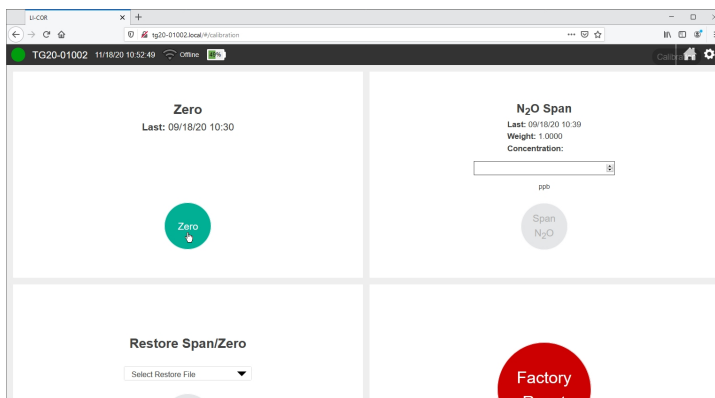 LI-COR
tg20-01002.local/#/calibration
TG20-01002 11/18/20 10:52:49 Offline
Zero
Last: 09/18/20 10:30
Zero
N2O Span
Last: 09/18/20 10:39
Weight: 1.0000
Concentration:
ppb
Span
N2O
Restore Span/Zero
Select Restore File
Factory